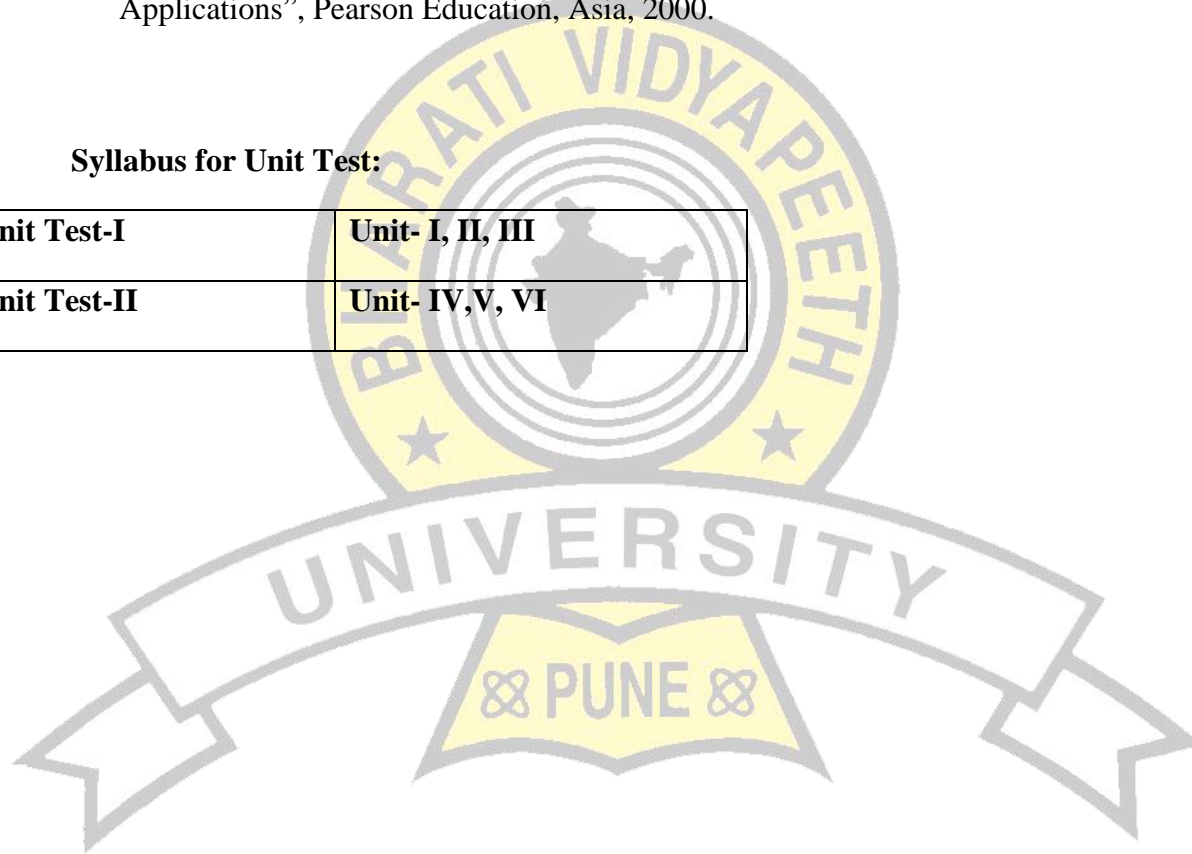 Applications”, Pearson Education, Asia, 2000.
Syllabus for Unit Test:
nit Test-I Unit- I, II, III
nit Test-II Unit- IV,V, VI
BHARATI VIDYAPEETH
UNIVERSITY
PUNE